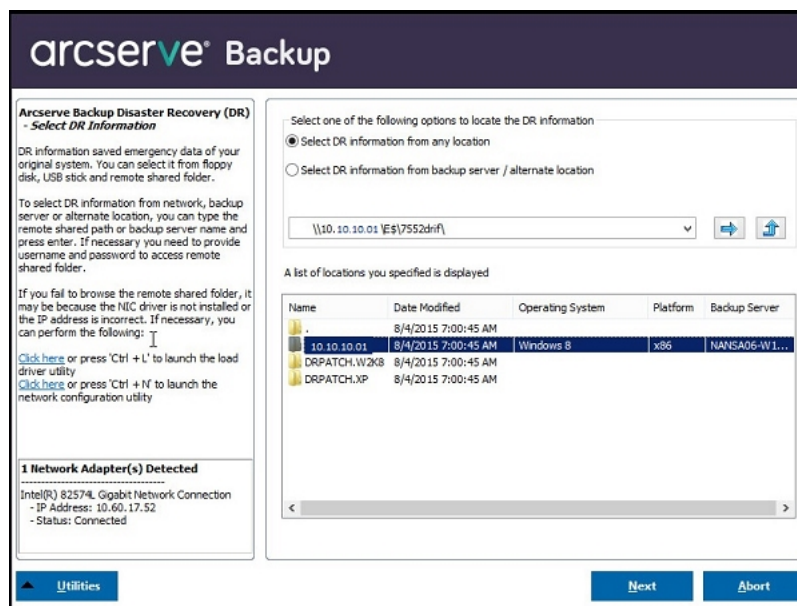 arcserve® Backup
Arcserve Backup Disaster Recovery (DR)
- Select DR Information
DR information saved emergency data of your
original system. You can select it from floppy
disk, USB stick and remote shared folder.
To select DR information from network, backup
server or alternate location, you can type the
remote shared path or backup server name and
press enter. If necessary you need to provide
username and password to access remote
shared folder.
If you fail to browse the remote shared folder, it
may be because the NIC driver is not installed or
the IP address is incorrect. If necessary, you
can perform the following:
Click here or press 'Ctrl + L' to launch the load
driver utility
Click here or press 'Ctrl + N' to launch the
network configuration utility
1 Network Adapter(s) Detected
Intel(R) 82574L Gigabit Network Connection
- IP Address: 10.60.17.52
- Status: Connected
Select one of the following options to locate the DR information
Select DR information from any location
Select DR information from backup server / alternate location
\\10.10.10.01\E$\7552drif\
A list of locations you specified is displayed
Name Date Modified Operating System Platform Backup Server
. 8/4/2015 7:00:45 AM
10.10.10.01 8/4/2015 7:00:45 AM Windows 8 x86 NANSA06-W1...
DRPATCH.W2K8 8/4/2015 7:00:45 AM
DRPATCH.XP 8/4/2015 7:00:45 AM
Utilities
Next
Abort